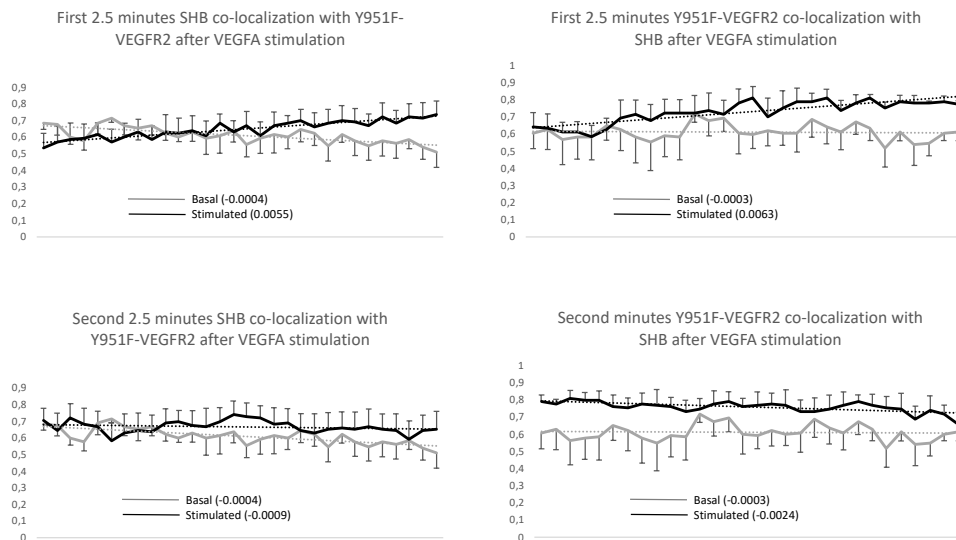 First 2.5 minutes SHB co-localization with Y951F-
VEGFR2 after VEGFA stimulation
0,9
0,8
0,7
0,6
0,5
0,4
0,3
0,2
0,1
0
Basal (-0.0004)
Stimulated (0.0055)
First 2.5 minutes Y951F-VEGFR2 co-localization with
SHB after VEGFA stimulation
1
0,9
0,8
0,7
0,6
0,5
0,4
0,3
0,2
0,1
0
Basal (-0.0003)
Stimulated (0.0063)
Second 2.5 minutes SHB co-localization with
Y951F-VEGFR2 after VEGFA stimulation
0,9
0,8
0,7
0,6
0,5
0,4
0,3
0,2
0,1
0
Basal (-0.0004)
Stimulated (-0.0009)
Second minutes Y951F-VEGFR2 co-localization with
SHB after VEGFA stimulation
1
0,9
0,8
0,7
0,6
0,5
0,4
0,3
0,2
0,1
0
Basal (-0.0003)
Stimulated (-0.0024)